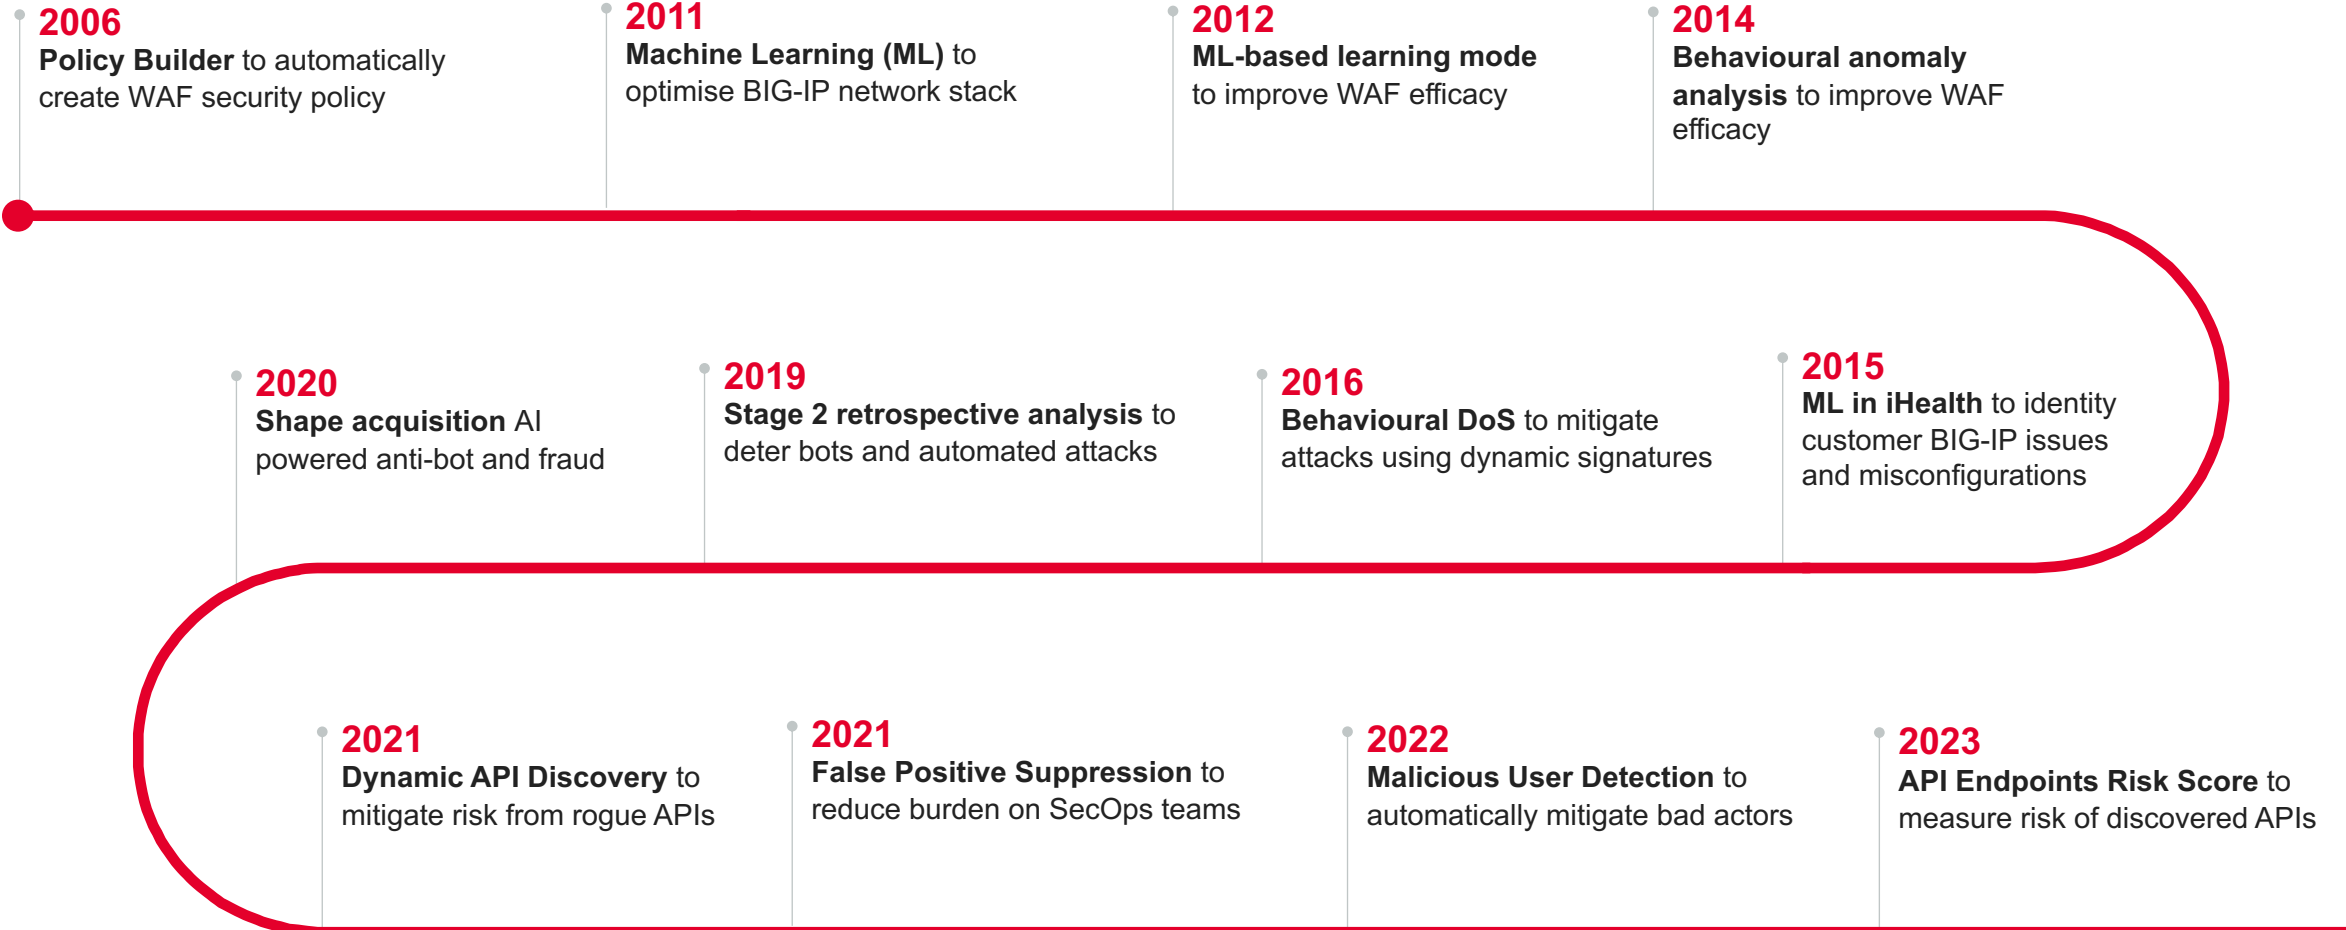 2006
Policy Builder to automatically
create WAF security policy
2011
Machine Learning (ML) to
optimise BIG-IP network stack
2012
ML-based learning mode
to improve WAF efficacy
2014
Behavioural anomaly
analysis to improve WAF
efficacy
2015
ML in iHealth to identity
customer BIG-IP issues
and misconfigurations
2016
Behavioural DoS to mitigate
attacks using dynamic signatures
2019
Stage 2 retrospective analysis to
deter bots and automated attacks
2020
Shape acquisition AI
powered anti-bot and fraud
2021
Dynamic API Discovery to
mitigate risk from rogue APIs
2021
False Positive Suppression to
reduce burden on SecOps teams
2022
Malicious User Detection to
automatically mitigate bad actors
2023
API Endpoints Risk Score to
measure risk of discovered APIs